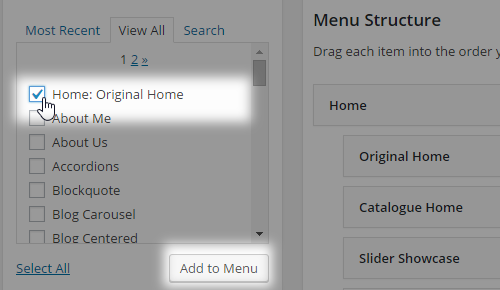 Most Recent View All Search
1 2 »
Home: Original Home
About Me
About Us
Accordions
Blockquote
Blog Carousel
Blog Centered
Select All
Add to Menu
Menu Structure
Drag each item into the order y
Home
Original Home
Catalogue Home
Slider Showcase